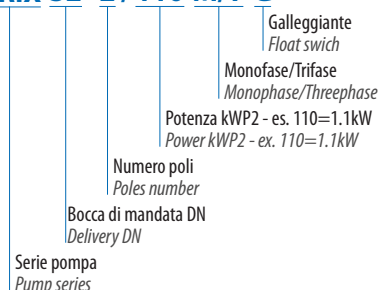 Galleggiante
Float swich
Monofase/Trifase
Monophase/Threephase
Potenza kWP2 - es. 110=1.1kW
Power kWP2 - ex. 110=1.1kW
Numero poli
Poles number
Bocca di mandata DN
Delivery DN
Serie pompa
Pump series